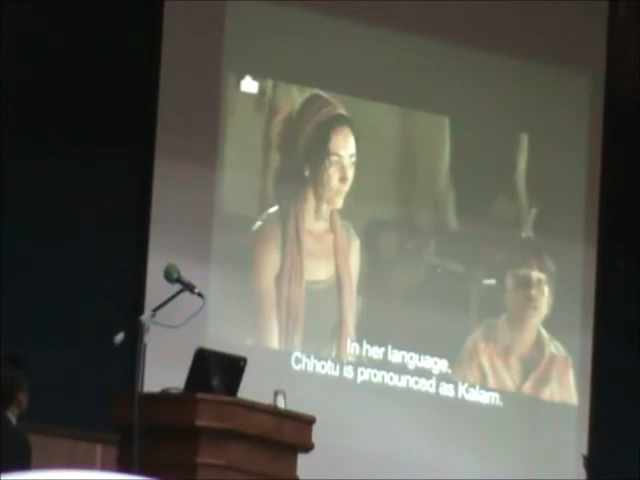 In her language,
Chhotu is pronounced as Kalam.